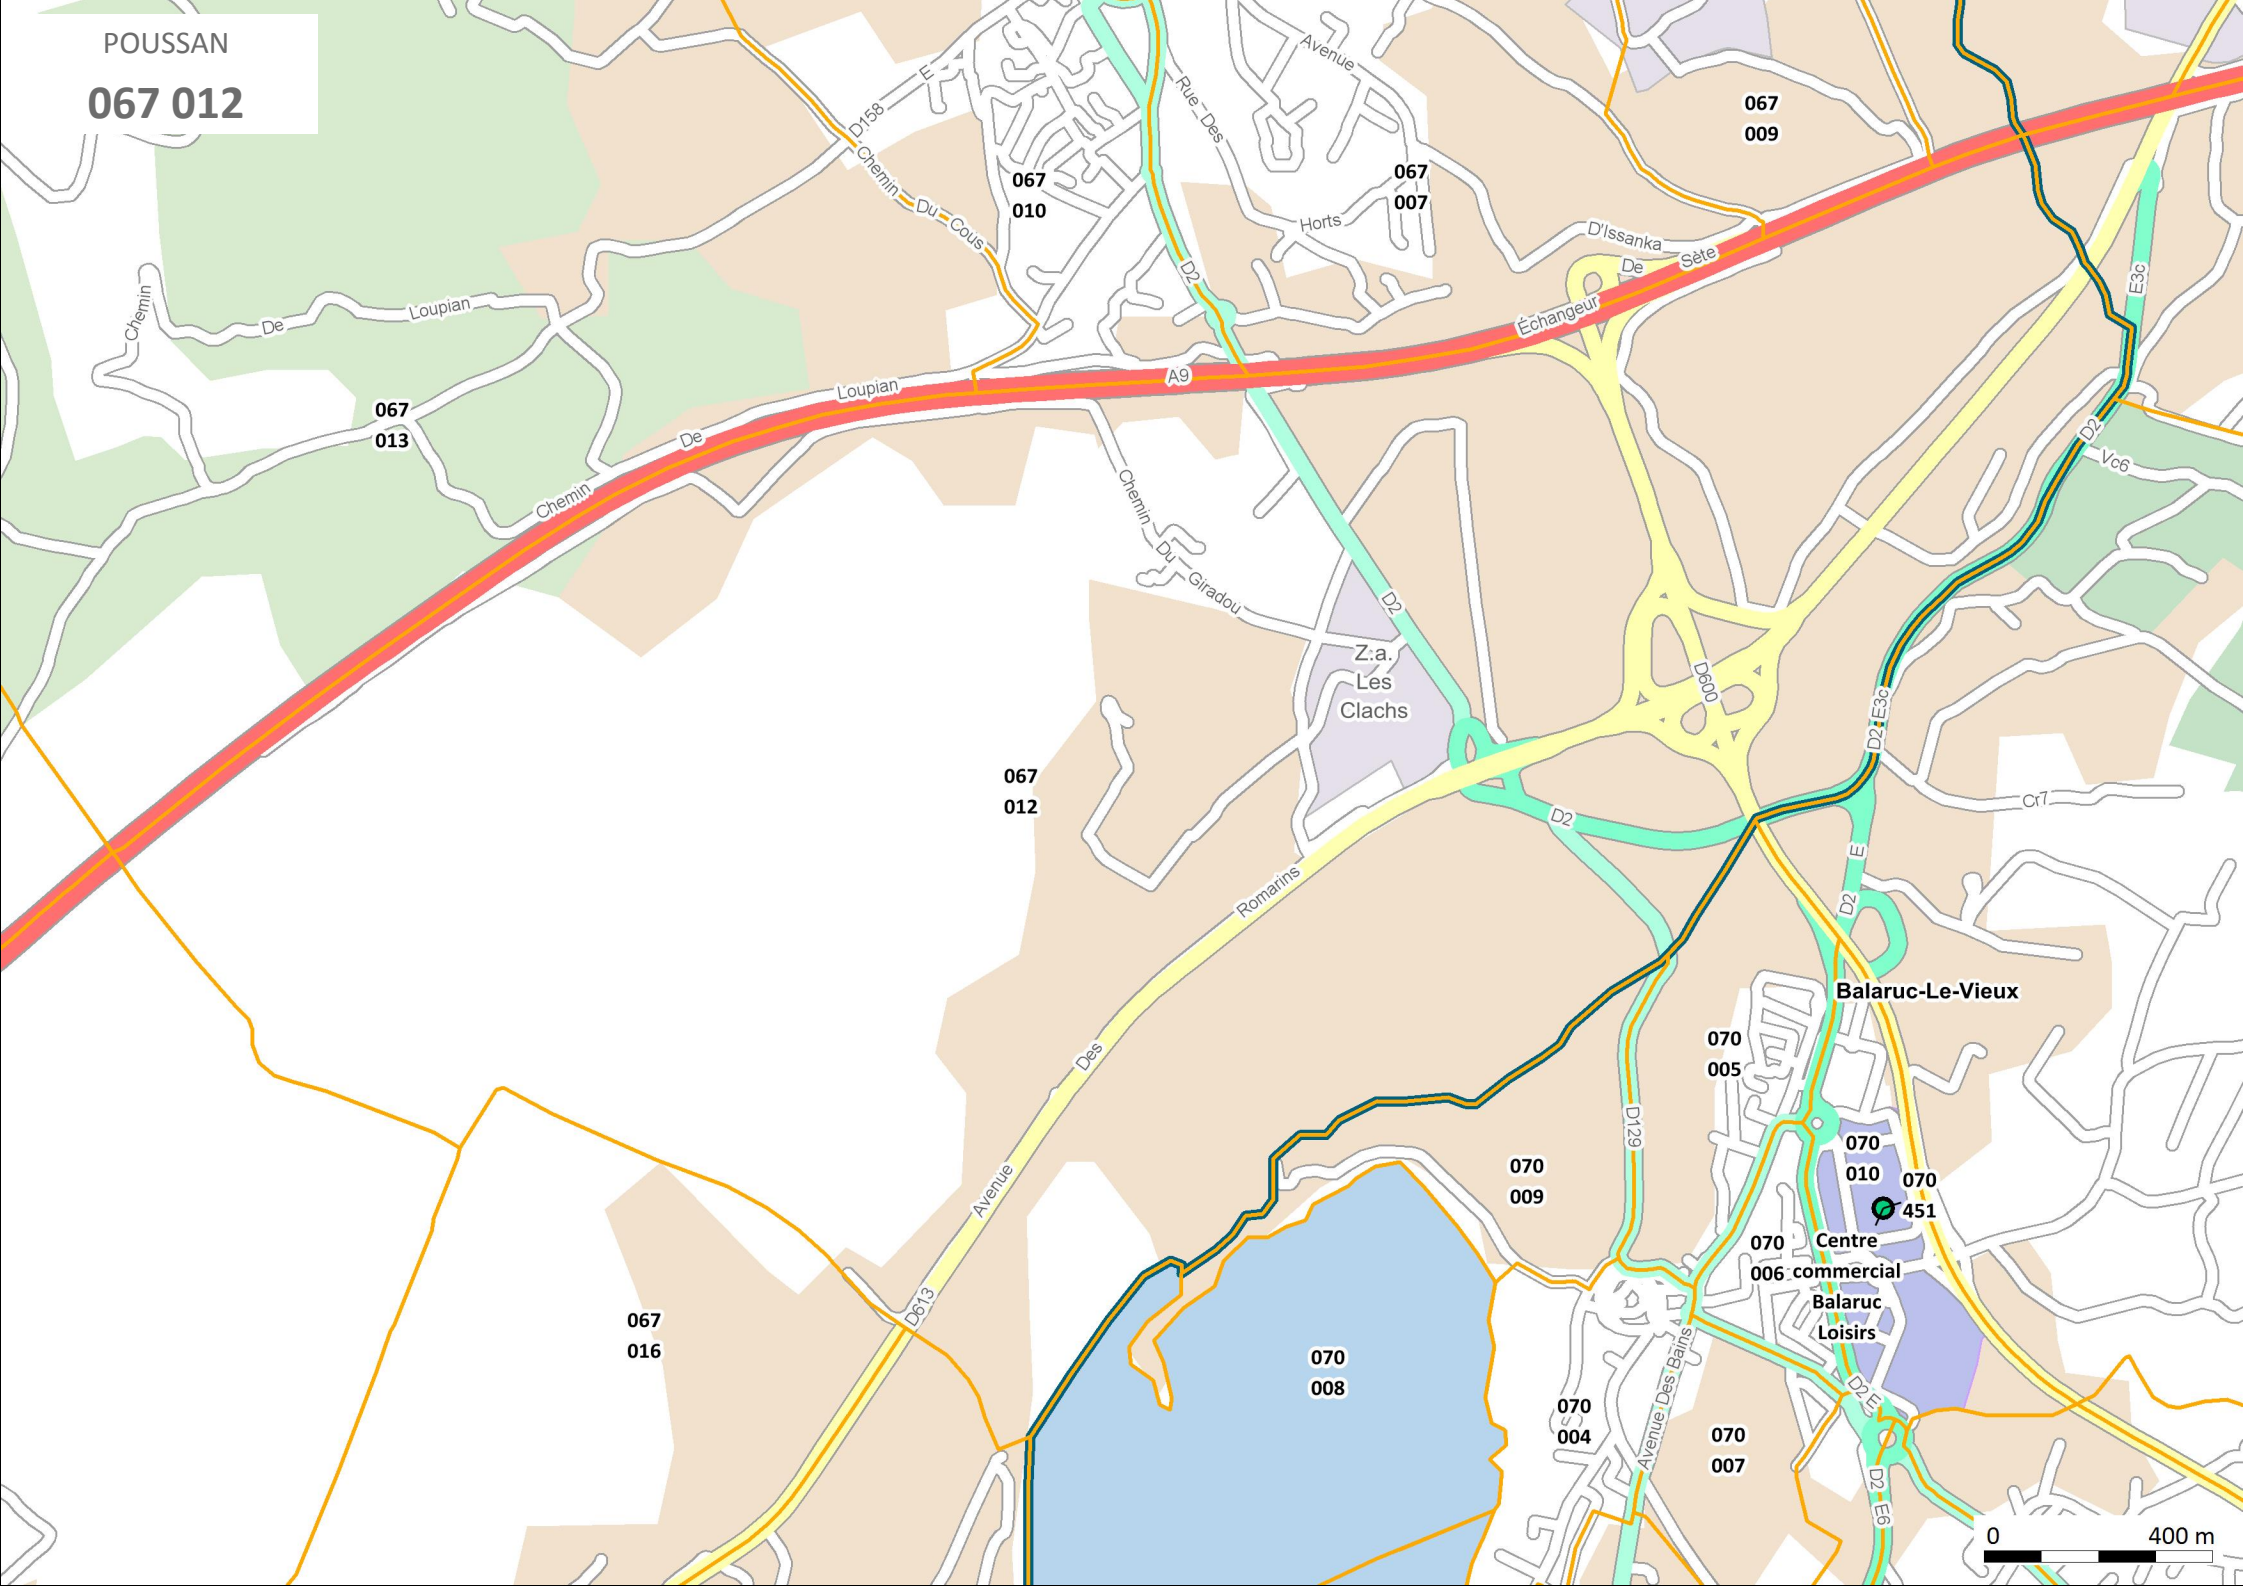 POUSSAN
067 012
D158
E
Avenue
Rue Des
067
009
Chemin
Du
Cous
067
010
067
007
Horts
D'Issanka
De
Sète
Échangeur
D2
E3c
Chemin
De
Loupian
A9
Loupian
De
Chemin
067
013
D2
Vc6
Chemin
Du
Giradou
D2
Z.a.
Les
Clachs
D600
D2 E3c
067
012
D2
Cr7
E
D2
Romarins
Des
Avenue
D613
Balaruc-Le-Vieux
070
005
D129
070
009
070
010
070
451
070
006
Centre
commercial
Balaruc
Loisirs
067
016
070
008
070
004
Avenue Des Bains
070
007
D2 E
D2 E6
0 400 m